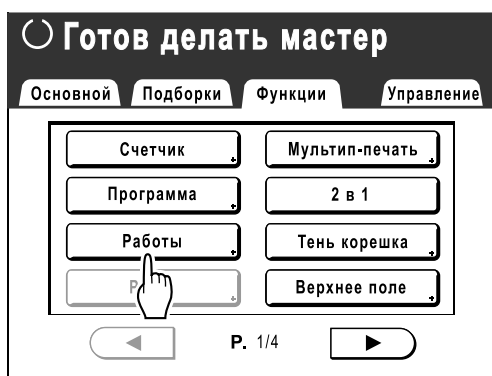 Готов делать мастер
Основной Подборки Функции Управление
Счетчик Мультип-печать
Программа 2 в 1
Работы Тень корешка
Верхнее поле
P. 1/4